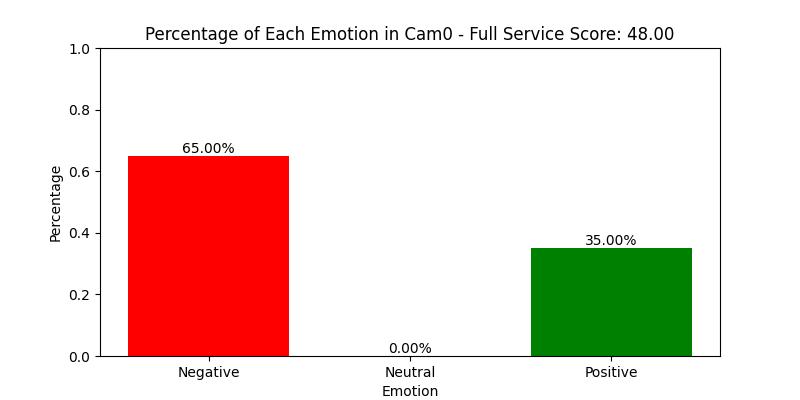 Percentage of Each Emotion in Cam0 - Full Service Score: 48.00
1.0
0.8
0.6
0.4
0.2
0.0
Percentage
65.00%
0.00%
35.00%
Negative
Neutral
Positive
Emotion